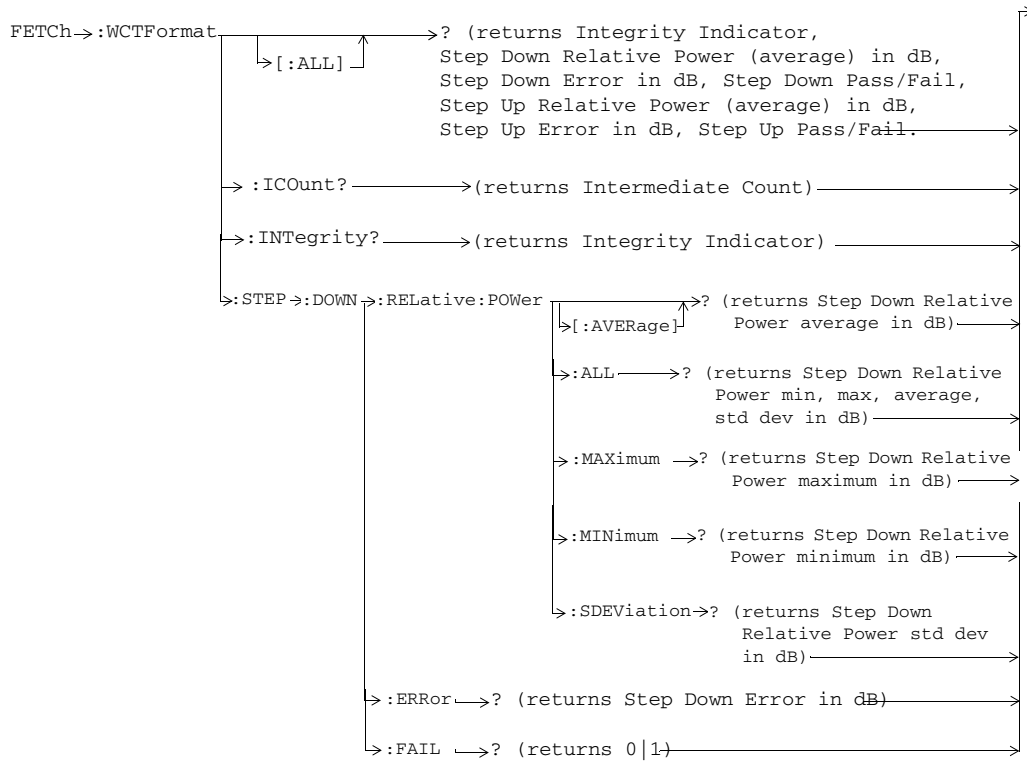 FETCh :WCTFormat ? (returns Integrity Indicator,
[:ALL] Step Down Relative Power (average) in dB,
Step Down Error in dB, Step Down Pass/Fail,
Step Up Relative Power (average) in dB,
Step Up Error in dB, Step Up Pass/Fail.
:ICOunt? (returns Intermediate Count)
:INTegrity? (returns Integrity Indicator)
:STEP :DOWN :RELative:POWer ? (returns Step Down Relative
[:AVERage] Power average in dB)
:ALL ? (returns Step Down Relative
Power min, max, average,
std dev in dB)
:MAXimum ? (returns Step Down Relative
Power maximum in dB)
:MINimum ? (returns Step Down Relative
Power minimum in dB)
:SDEViation ? (returns Step Down
Relative Power std dev
in dB)
:ERRor ? (returns Step Down Error in dB)
:FAIL ? (returns 0|1)